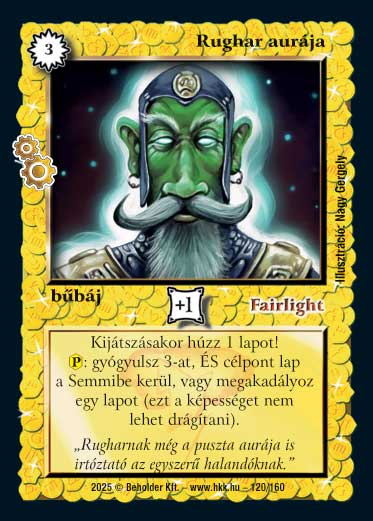 3
Rughar aurája
Illusztráció: Nagy Gergely
bűbáj
+1
Fairlight
Kijátszásakor húzz 1 lapot!
P: gyógyulsz 3-at, ÉS célpont lap
a Semmibe kerül, vagy megakadályoz
egy lapot (ezt a képességet nem
lehet drágítani).
„Rugharnak még a puszta aurája is
irtóztató az egyszerű halandóknak.”
2025 © Beholder Kft. – www.hkk.hu – 120/160